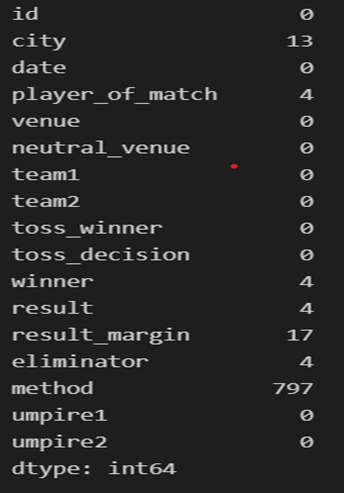 id 0
city 13
date 0
player_of_match 4
venue 0
neutral_venue 0
team1 0
team2 0
toss_winner 0
toss_decision 0
winner 4
result 4
result_margin 17
eliminator 4
method 797
umpire1 0
umpire2 0
dtype: int64